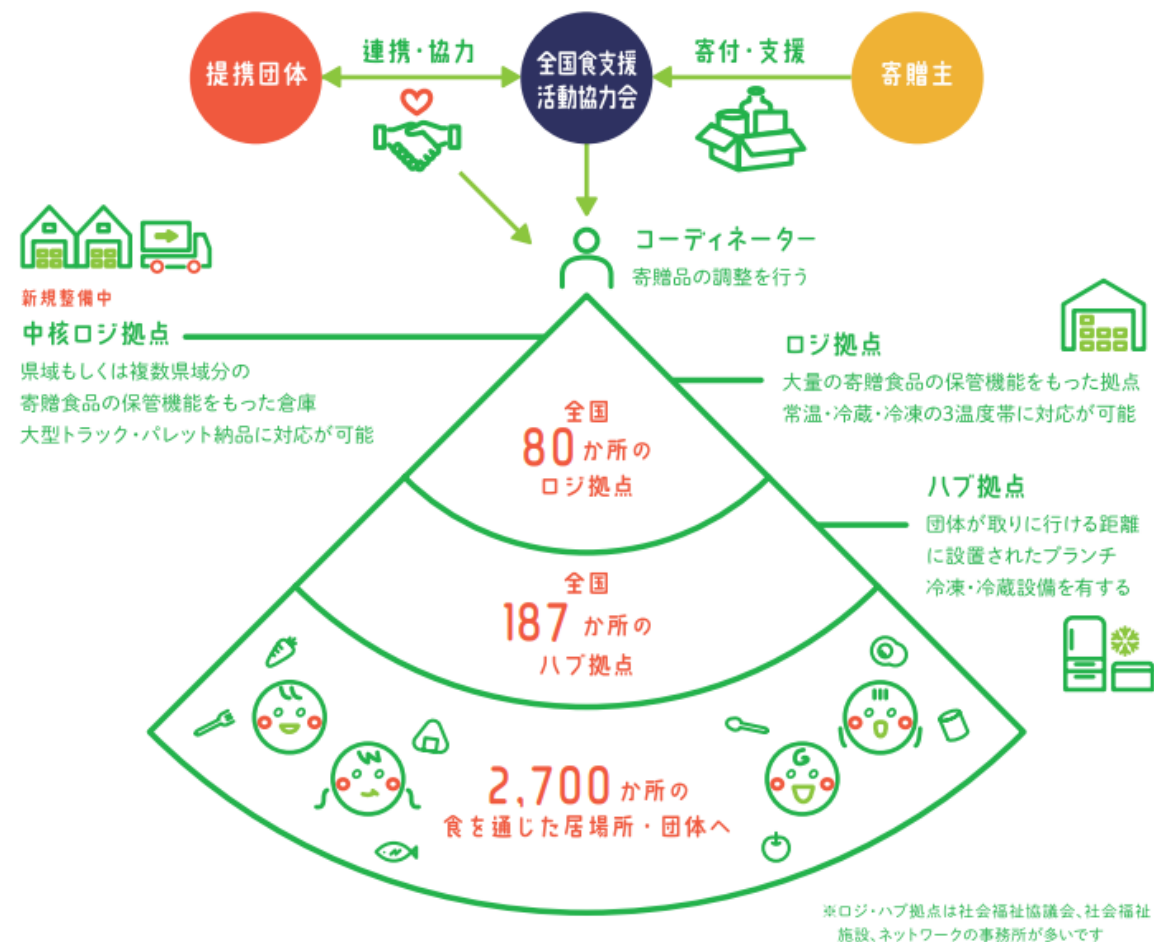 提携団体
連携・協力
全国食支援
活動協力会
寄付・支援
寄贈主
コーディネーター
寄贈品の調整を行う
新規整備中
中核ロジ拠点
県域もしくは複数県域分の
寄贈食品の保管機能をもった倉庫
大型トラック・パレット納品に対応が可能
ロジ拠点
大量の寄贈食品の保管機能をもった拠点
常温・冷蔵・冷凍の3温度帯に対応が可能
全国
80か所の
ロジ拠点
ハブ拠点
団体が取りに行ける距離
に設置されたブランチ
冷凍・冷蔵設備を有する
全国
187か所の
ハブ拠点
2,700か所の
食を通じた居場所・団体へ
※ロジ・ハブ拠点は社会福祉協議会、社会福祉
施設、ネットワークの事務所が多いです